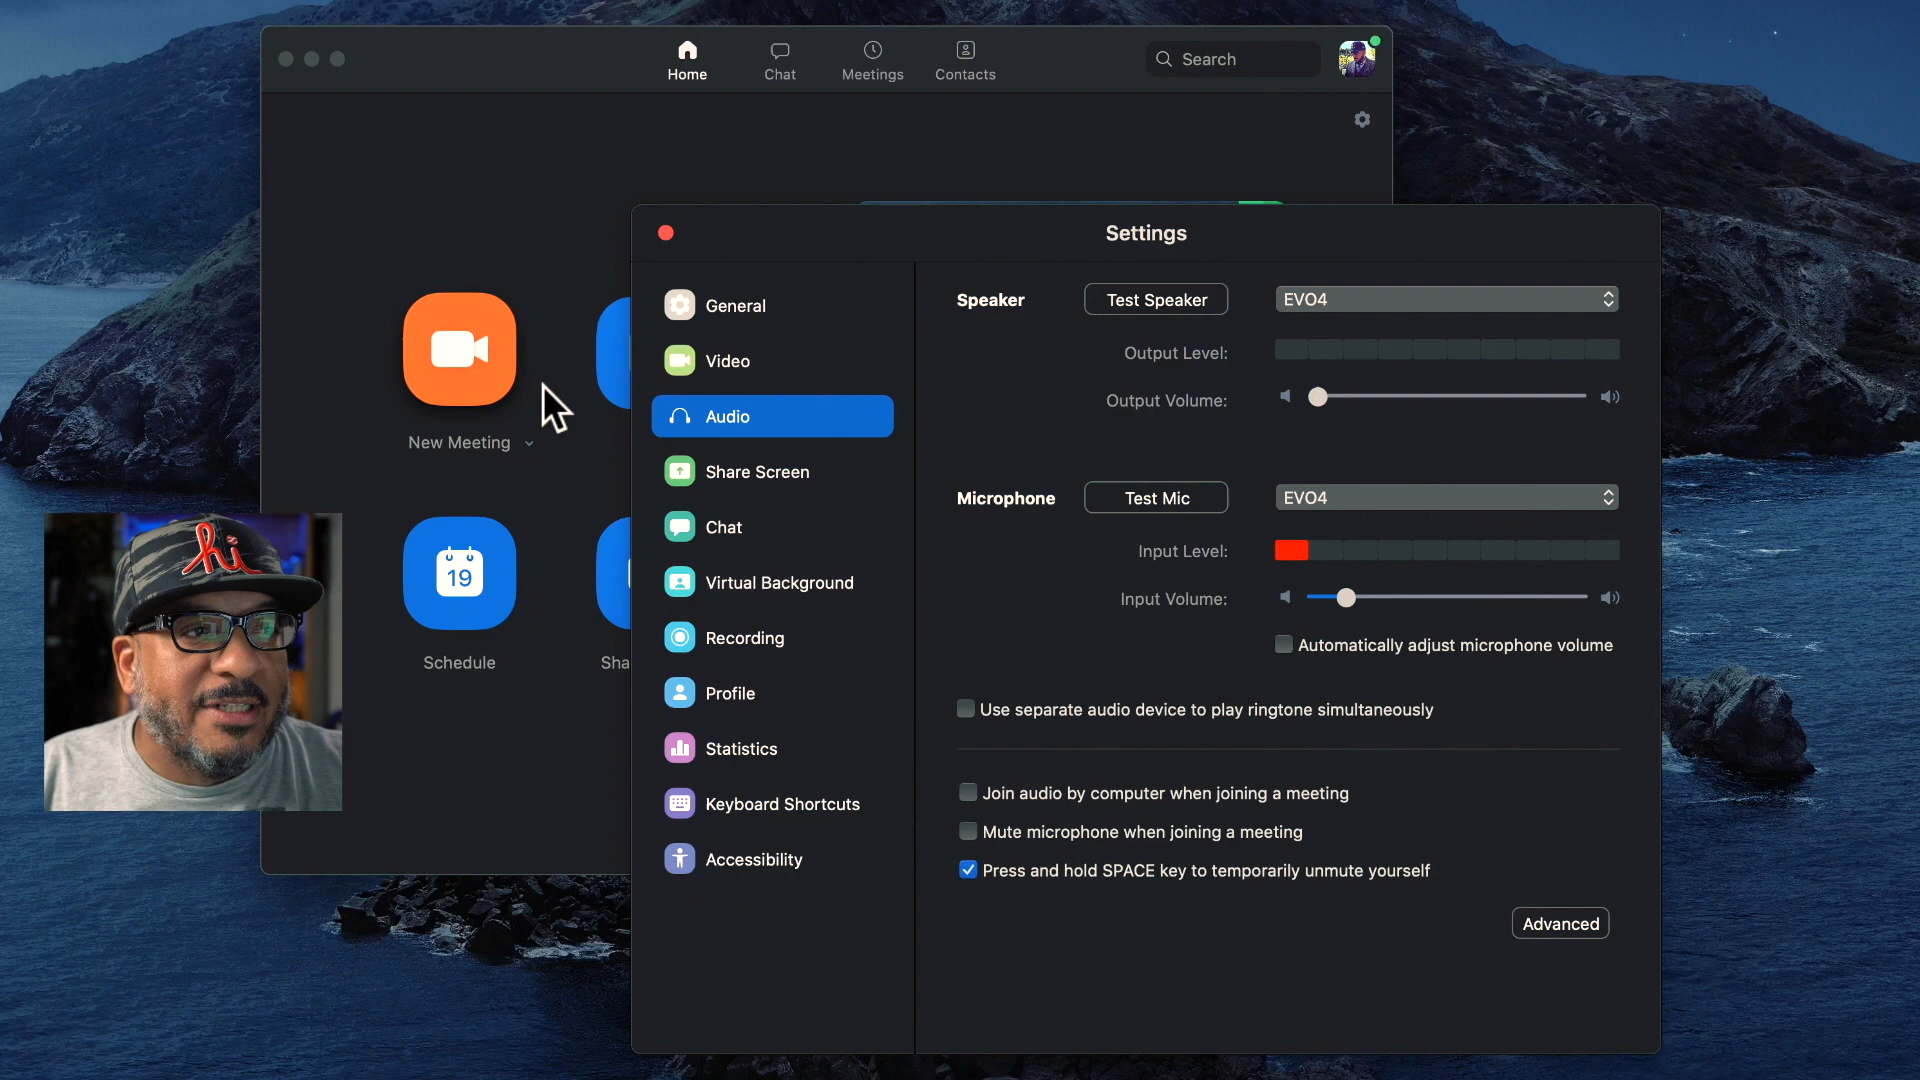 Home
Chat
Meetings
Contacts
Search
Settings
General
Video
Audio
Share Screen
Chat
Virtual Background
Recording
Profile
Statistics
Keyboard Shortcuts
Accessibility
Speaker
Test Speaker
EVO4
Output Level:
Output Volume:
Microphone
Test Mic
EVO4
Input Level:
Input Volume:
Automatically adjust microphone volume
Use separate audio device to play ringtone simultaneously
Join audio by computer when joining a meeting
Mute microphone when joining a meeting
Press and hold SPACE key to temporarily unmute yourself
Advanced
New Meeting
19
Schedule
Sha
hi